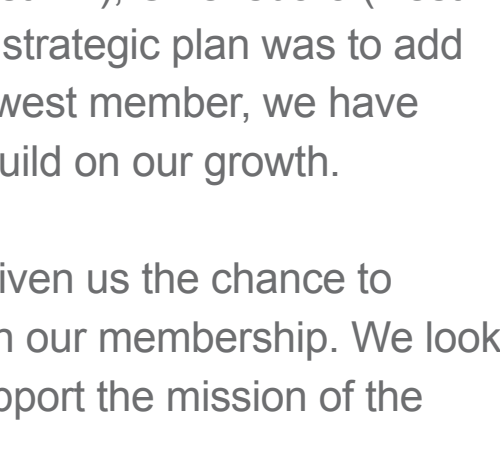 strategic plan was to add
west member, we have
uild on our growth.
iven us the chance to
n our membership. We look
pport the mission of the